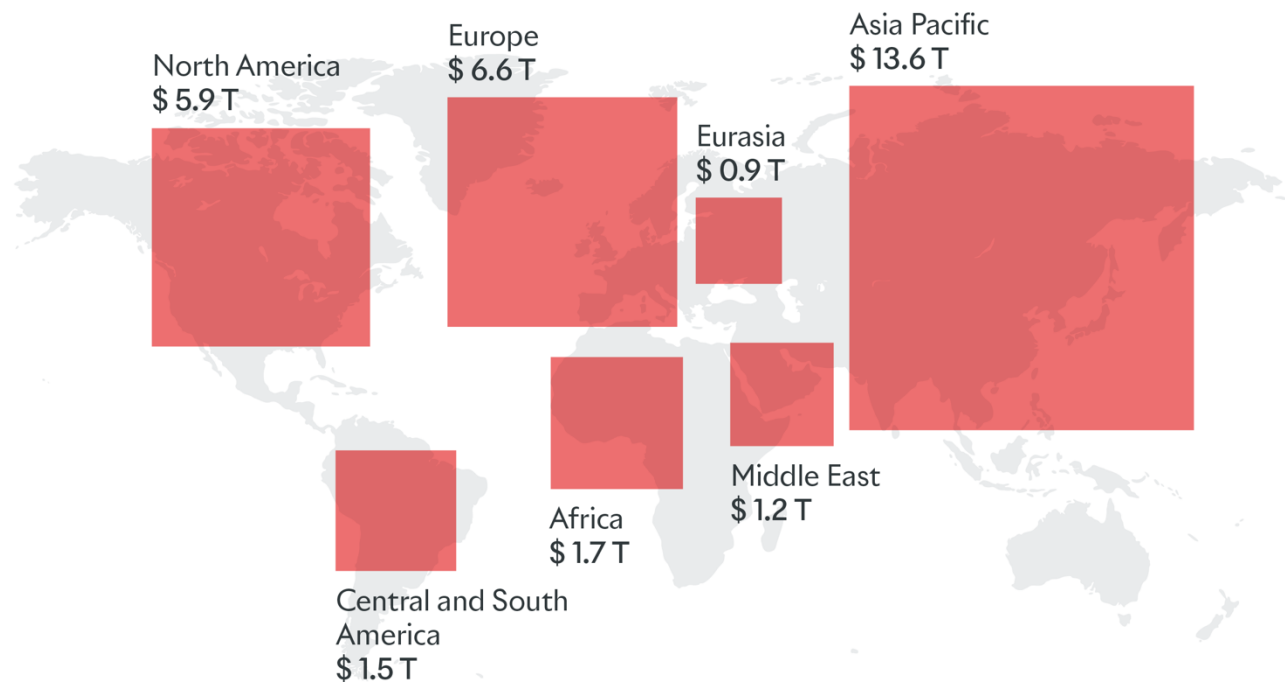 North America
$ 5.9 T
Europe
$ 6.6 T
Eurasia
$ 0.9 T
Asia Pacific
$ 13.6 T
Central and South
America
$ 1.5 T
Africa
$ 1.7 T
Middle East
$ 1.2 T